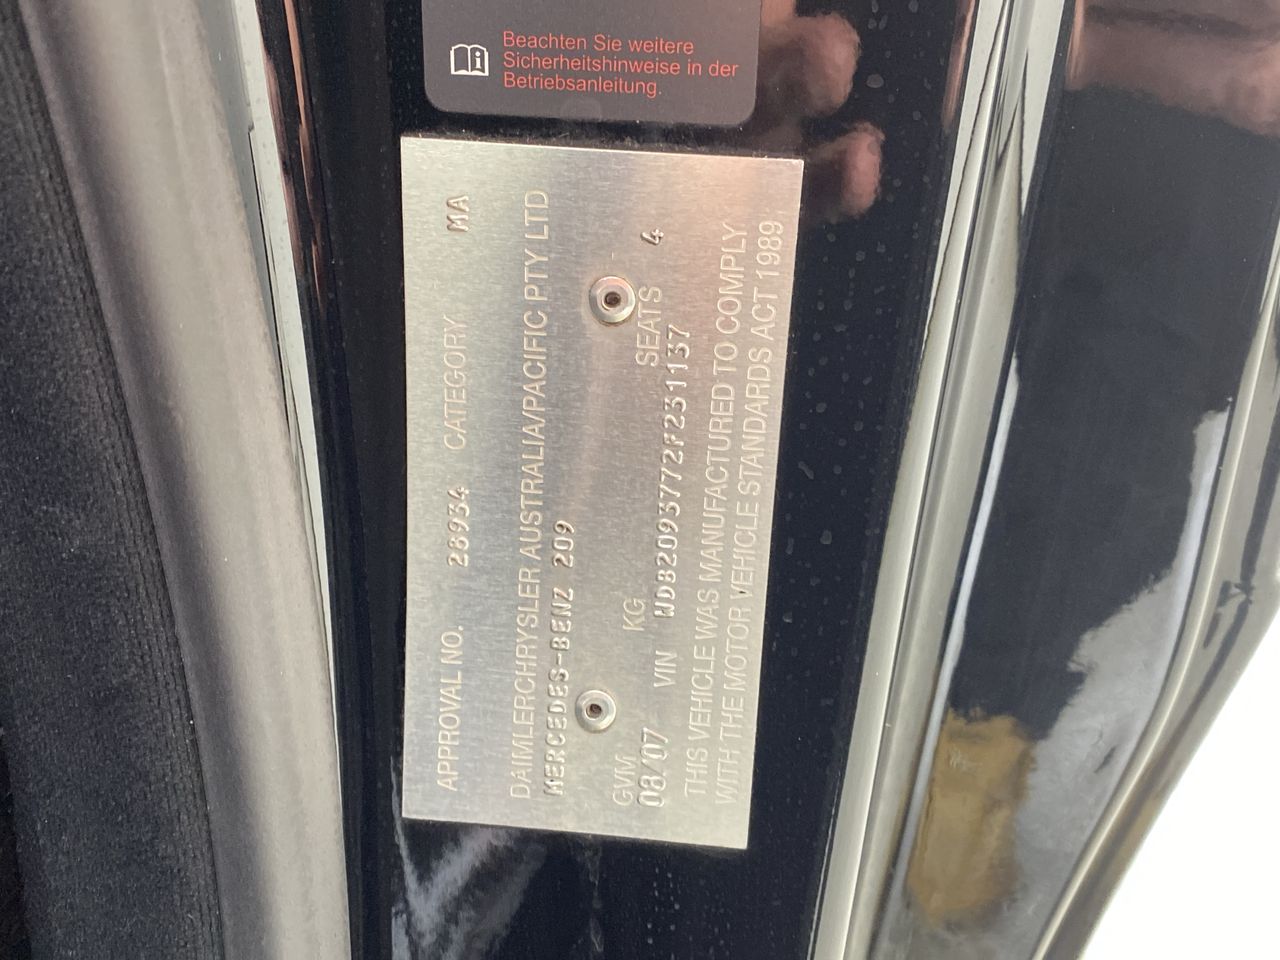 Beachten Sie weitere
Sicherheitshinweise in der
Betriebsanleitung.
APPROVAL NO. 28934 CATEGORY MA
DAIMLERCHRYSLER AUSTRALIA/PACIFIC PTY LTD
MERCEDES-BENZ 209
GVM KG SEATS 4
08/07 VIN WDB2093772F231137
THIS VEHICLE WAS MANUFACTURED TO COMPLY
WITH THE MOTOR VEHICLE STANDARDS ACT 1989.